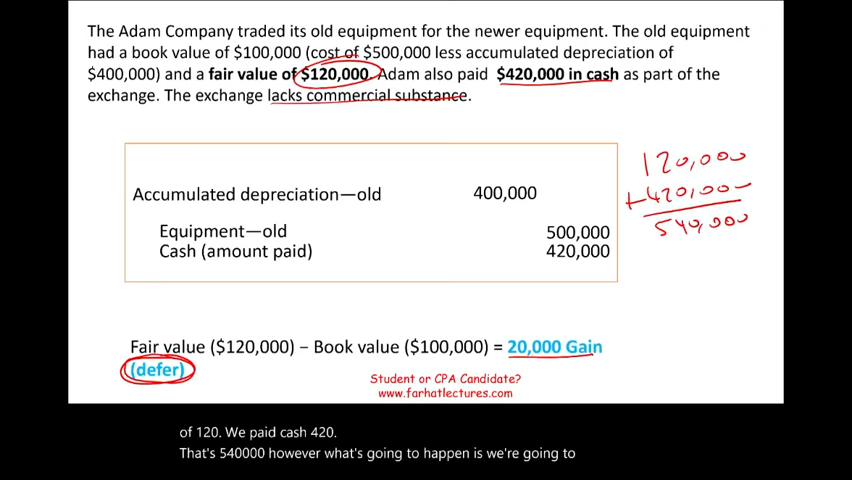 The Adam Company traded its old equipment for the newer equipment. The old equipment
had a book value of $100,000 (cost of $500,000 less accumulated depreciation of
$400,000) and a fair value of $120,000. Adam also paid $420,000 in cash as part of the
exchange. The exchange lacks commercial substance.
120,000
+420,000
540,000
Accumulated depreciation—old 400,000
Equipment—old 500,000
Cash (amount paid) 420,000
Fair value ($120,000) − Book value ($100,000) = 20,000 Gain
(defer)
Student or CPA Candidate?
www.farhatlectures.com
of 120. We paid cash 420.
That's 540000 however what's going to happen is we're going to